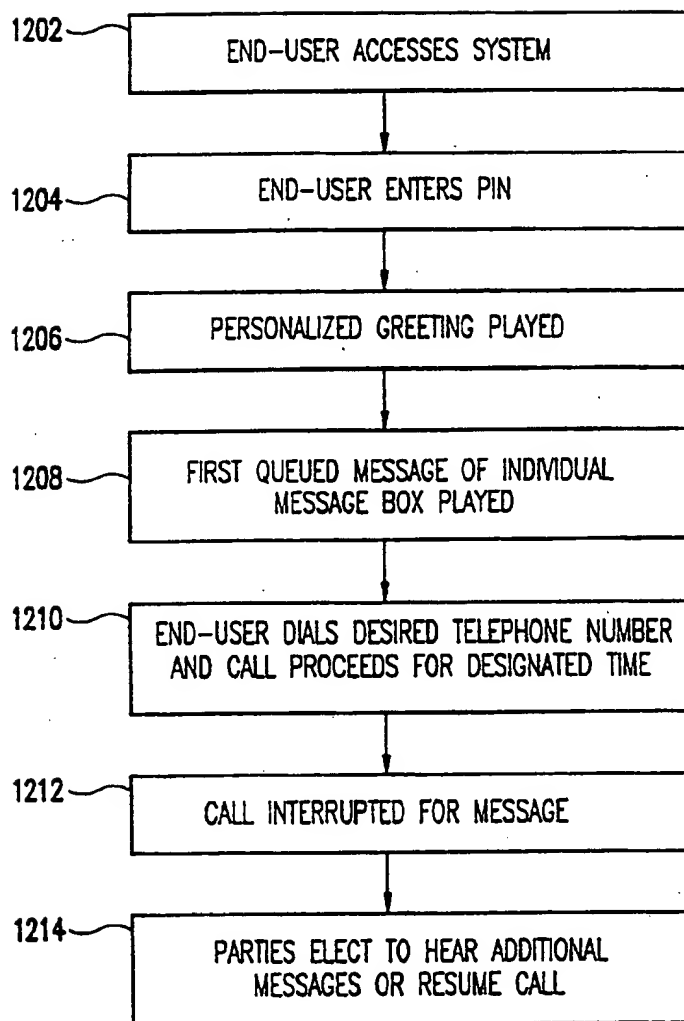 1202
END-USER ACCESSES SYSTEM
1204
END-USER ENTERS PIN
1206
PERSONALIZED GREETING PLAYED
1208
FIRST QUEUED MESSAGE OF INDIVIDUAL
MESSAGE BOX PLAYED
1210
END-USER DIALS DESIRED TELEPHONE NUMBER
AND CALL PROCEEDS FOR DESIGNATED TIME
1212
CALL INTERRUPTED FOR MESSAGE
1214
PARTIES ELECT TO HEAR ADDITIONAL
MESSAGES OR RESUME CALL